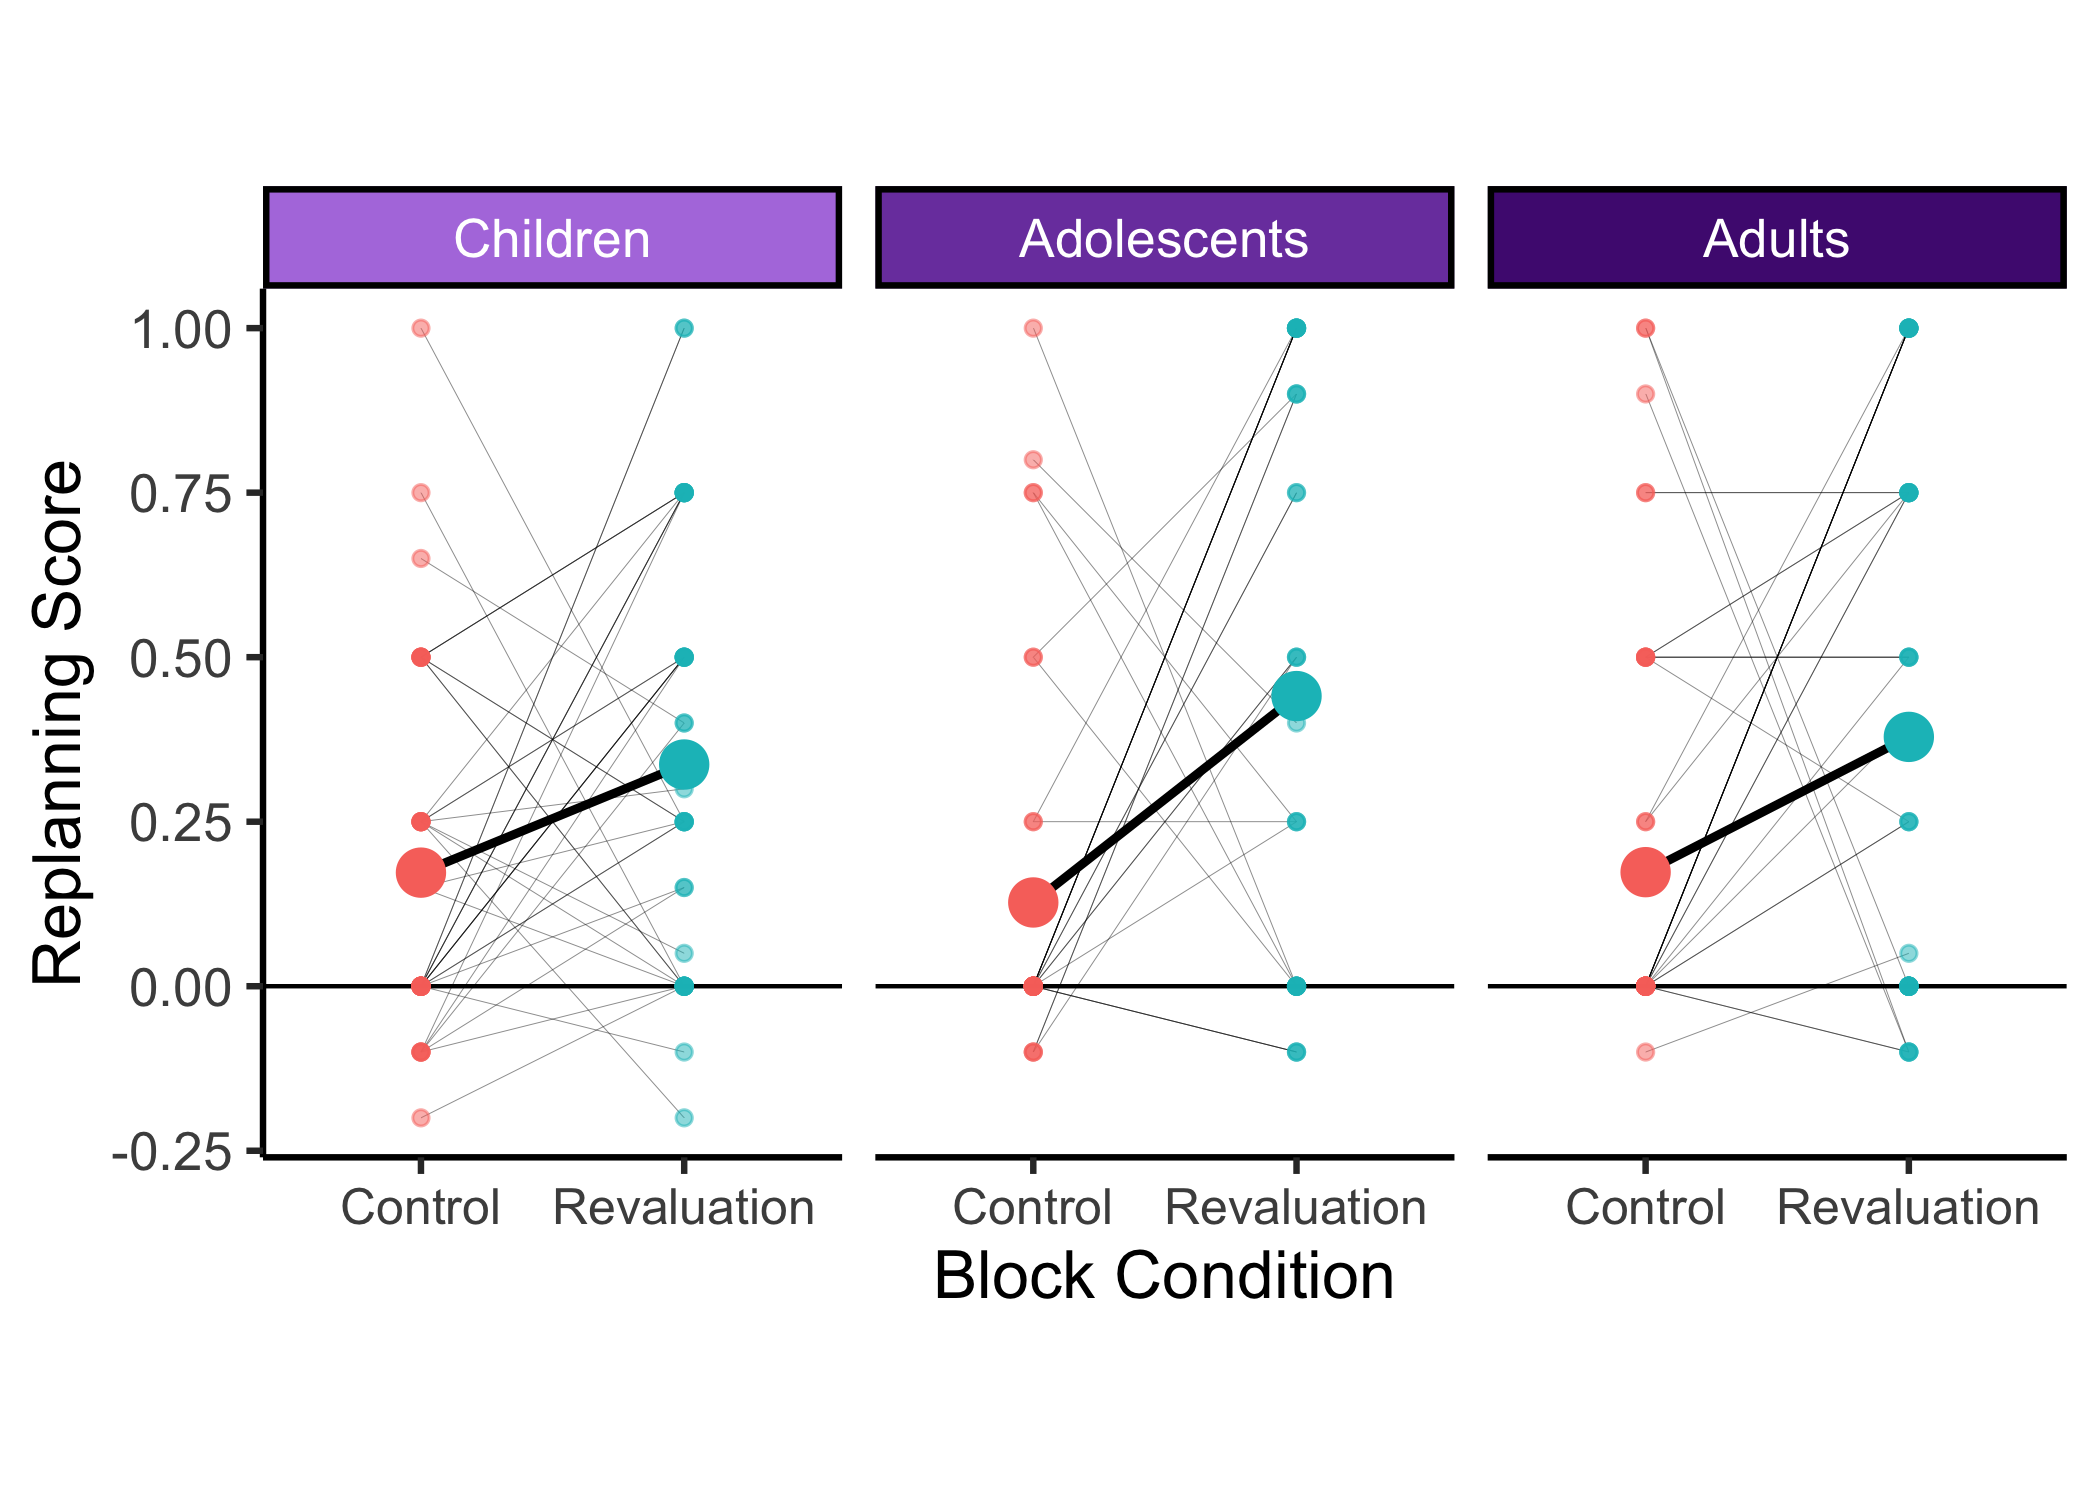 Children Adolescents Adults
1.00
0.75
0.50
0.25
0.00
-0.25
Replanning Score
Control Revaluation Control Revaluation Control Revaluation
Block Condition